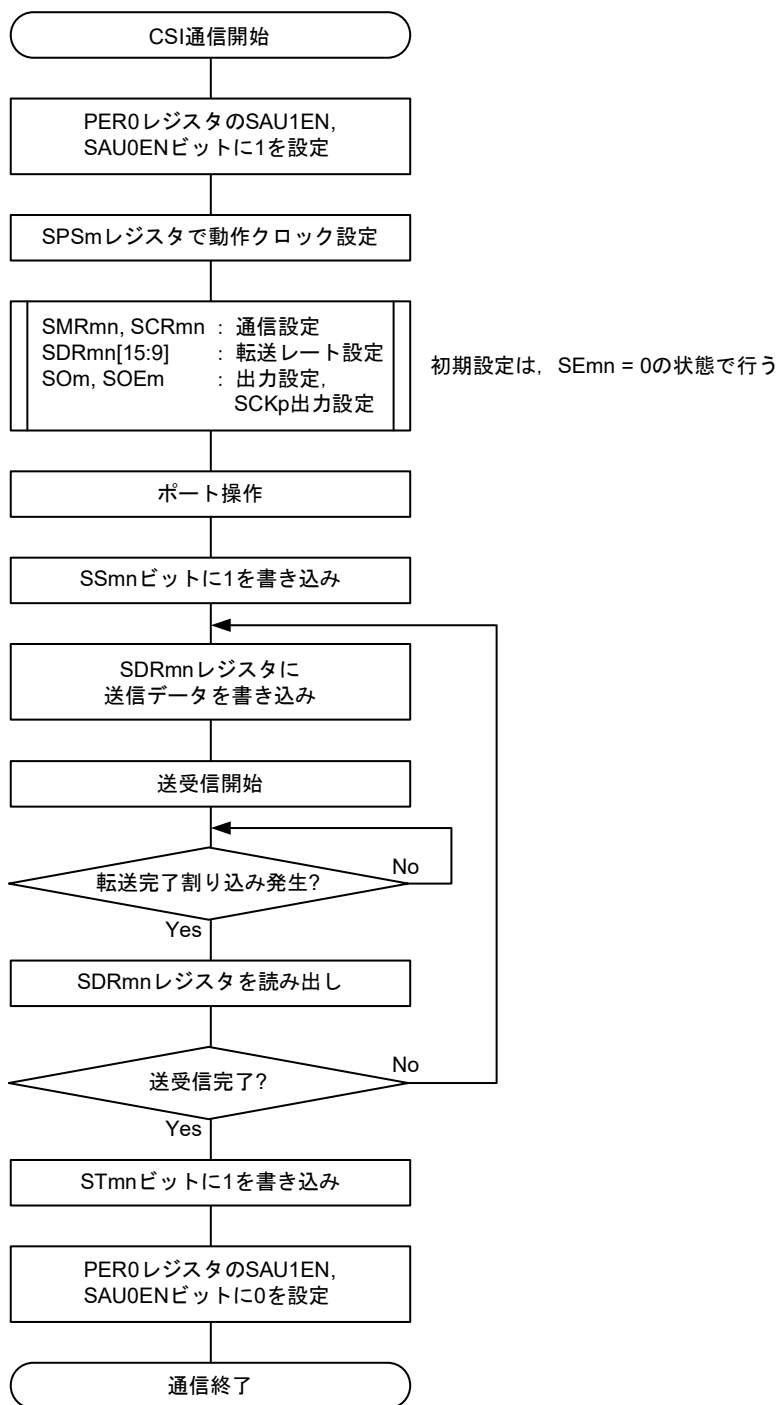 CSI通信開始
PER0レジスタのSAU1EN,
SAU0ENビットに1を設定
SPSmレジスタで動作クロック設定
SMRmn, SCRmn : 通信設定
SDRmn[15:9] : 転送レート設定
SOm, SOEm : 出力設定,
SCKp出力設定
初期設定は，SEmn = 0の状態で行う
ポート操作
SSmnビットに1を書き込み
SDRmnレジスタに
送信データを書き込み
送受信開始
転送完了割り込み発生?
No
Yes
SDRmnレジスタを読み出し
送受信完了?
No
Yes
STmnビットに1を書き込み
PER0レジスタのSAU1EN,
SAU0ENビットに0を設定
通信終了